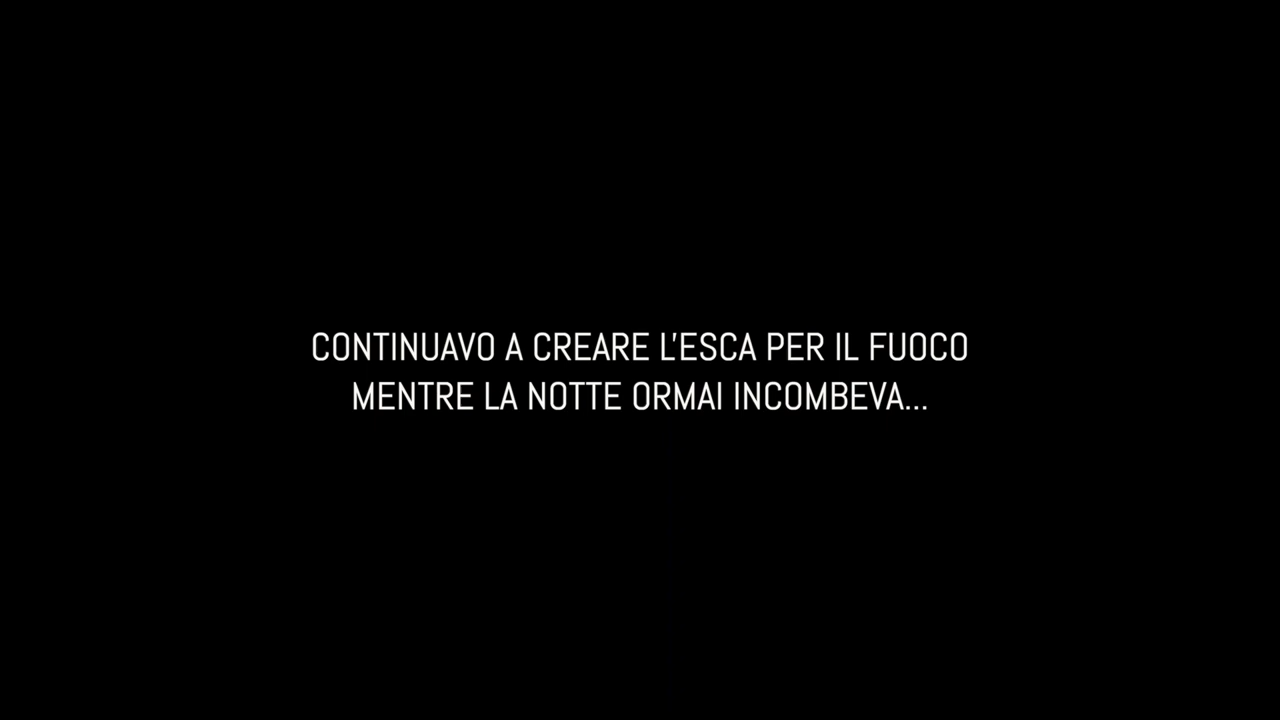 CONTINUAVO A CREARE L'ESCA PER IL FUOCO
MENTRE LA NOTTE ORMAI INCOMBEVA...